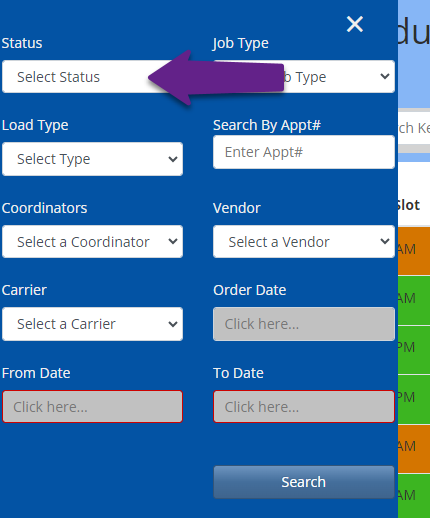 ×
du
Status
Job Type
Select Status
Type
ch Ke
Load Type
Search By Appt#
Select Type
Enter Appt#
Slot
Coordinators
Vendor
Select a Coordinator
Select a Vendor
AM
Carrier
Order Date
AM
Select a Carrier
Click here...
PM
From Date
To Date
PM
Click here...
Click here...
AM
Search
AM